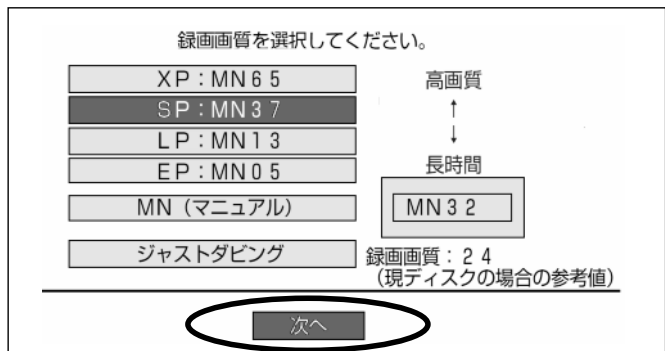 録画画質を選択してください。
XP：MN65
高画質
SP：MN37
↑
LP：MN13
↓
EP：MN05
長時間
MN（マニュアル）
MN32
ジャストダビング
録画画質：24
（現ディスクの場合の参考値）
次へ